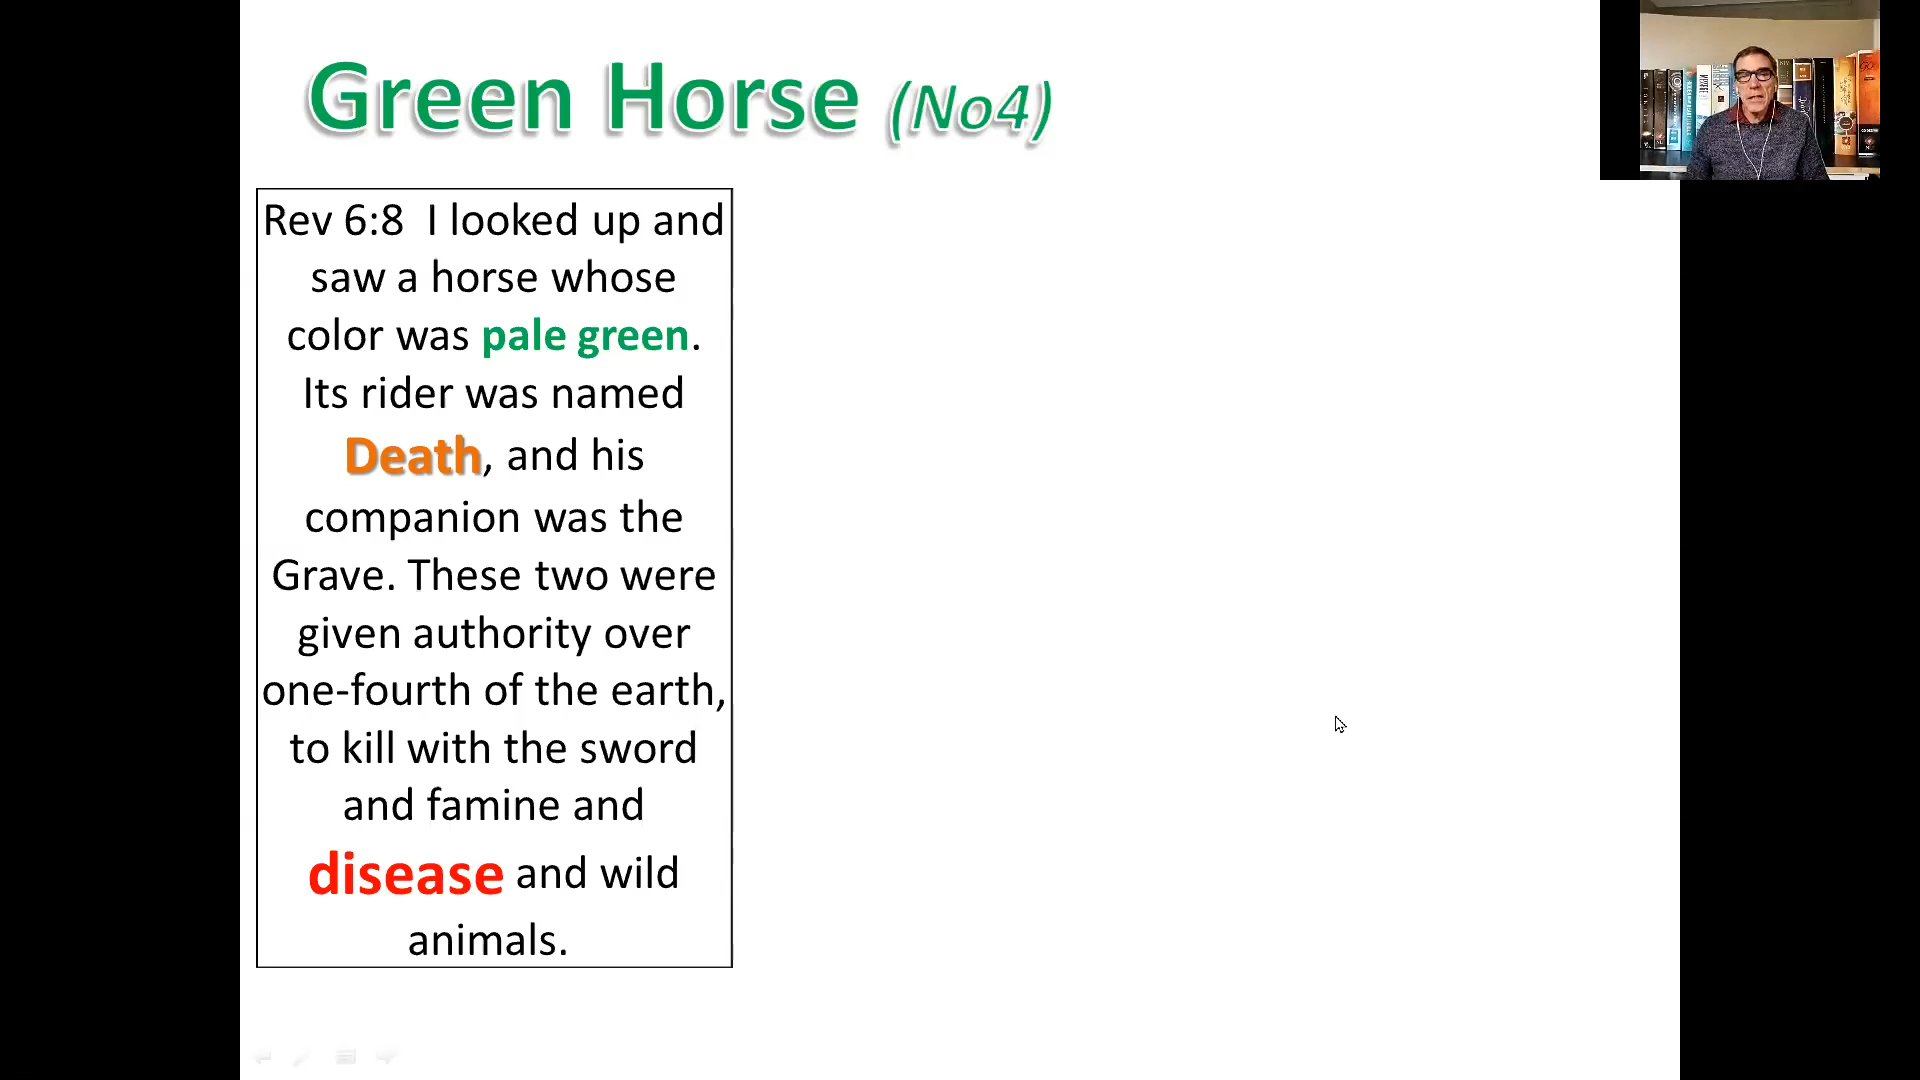 Green Horse (No4)
Rev 6:8 I looked up and
saw a horse whose
color was pale green.
Its rider was named
Death, and his
companion was the
Grave. These two were
given authority over
one-fourth of the earth,
to kill with the sword
and famine and
disease and wild
animals.